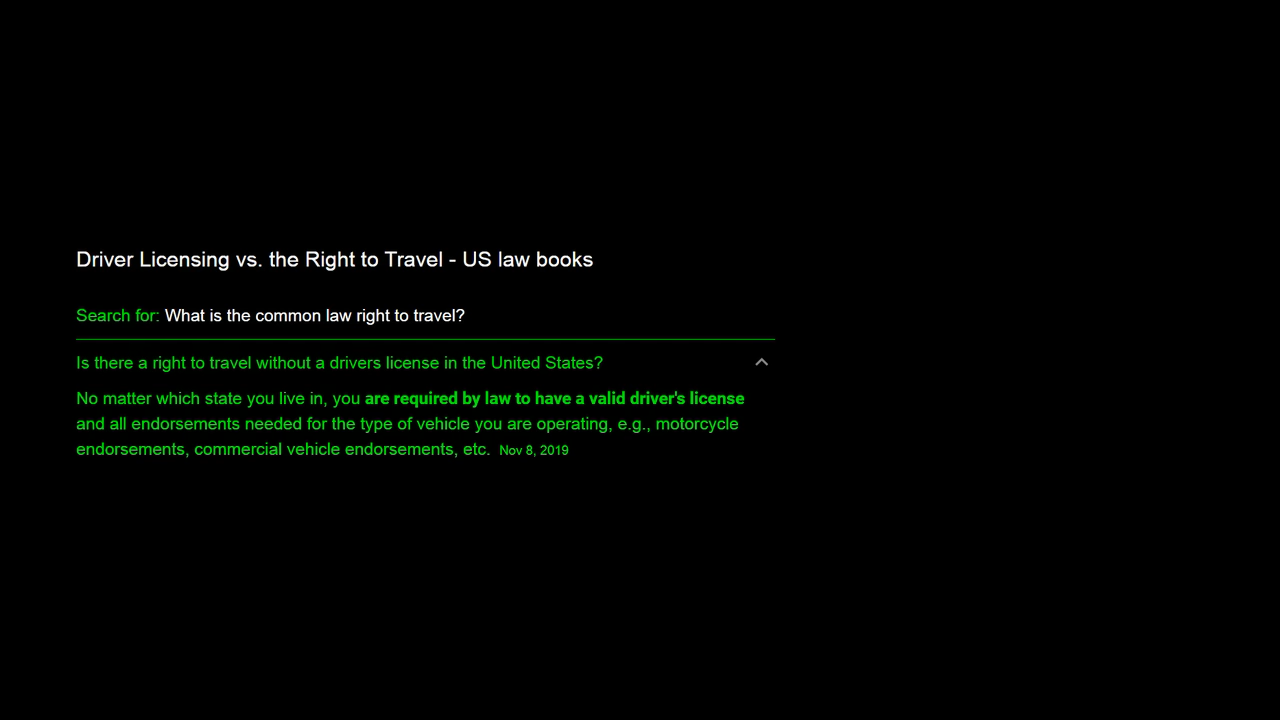 Driver Licensing vs. the Right to Travel - US law books
Search for: What is the common law right to travel?
Is there a right to travel without a drivers license in the United States?
No matter which state you live in, you are required by law to have a valid driver's license
and all endorsements needed for the type of vehicle you are operating, e.g., motorcycle
endorsements, commercial vehicle endorsements, etc. Nov 8, 2019